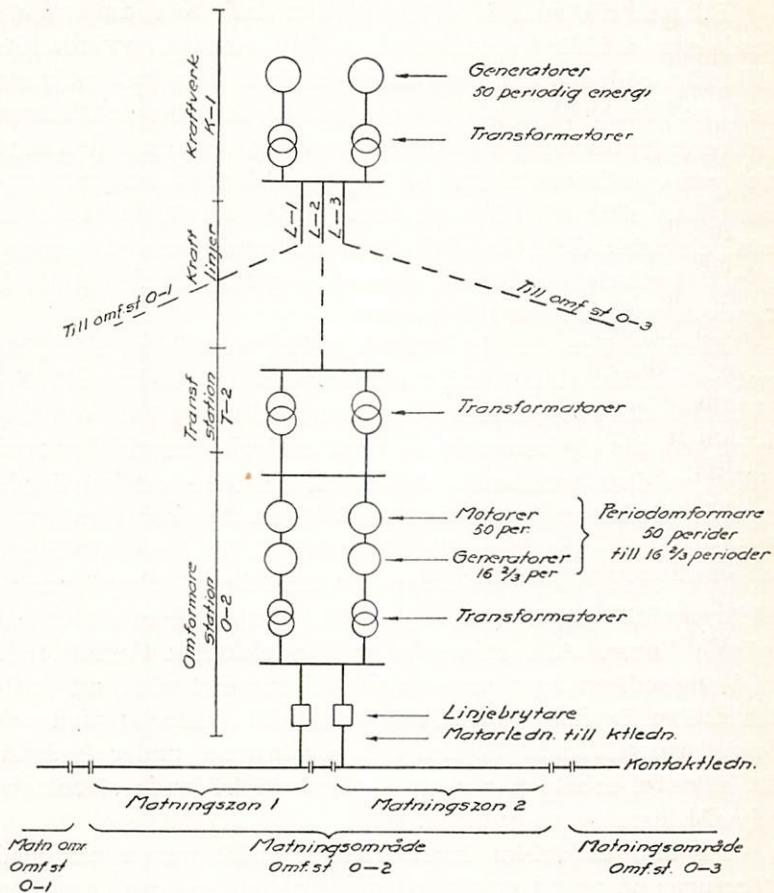 Generatorer
50 periodig energi
Transformatorer
Kraftverk
K-1
L-1
L-2
L-3
Kraft
linjer
Till omf.st O-1
Till omf st O-3
Transf
station
T-2
Transformatorer
Motorer
50 per.
Generatorer
16 2/3 per
Periodomformare
50 perider
till 16 2/3 perioder
Omformare
station
O-2
Transformatorer
Linjebrytare
Matarledn. till ktledn.
Kontaktledn.
Matningszon 1
Matningszon 2
Matn omr.
Omf st
O-1
Matningsområde
Omf.st. O-2
Matningsområde
Omf.st. O-3